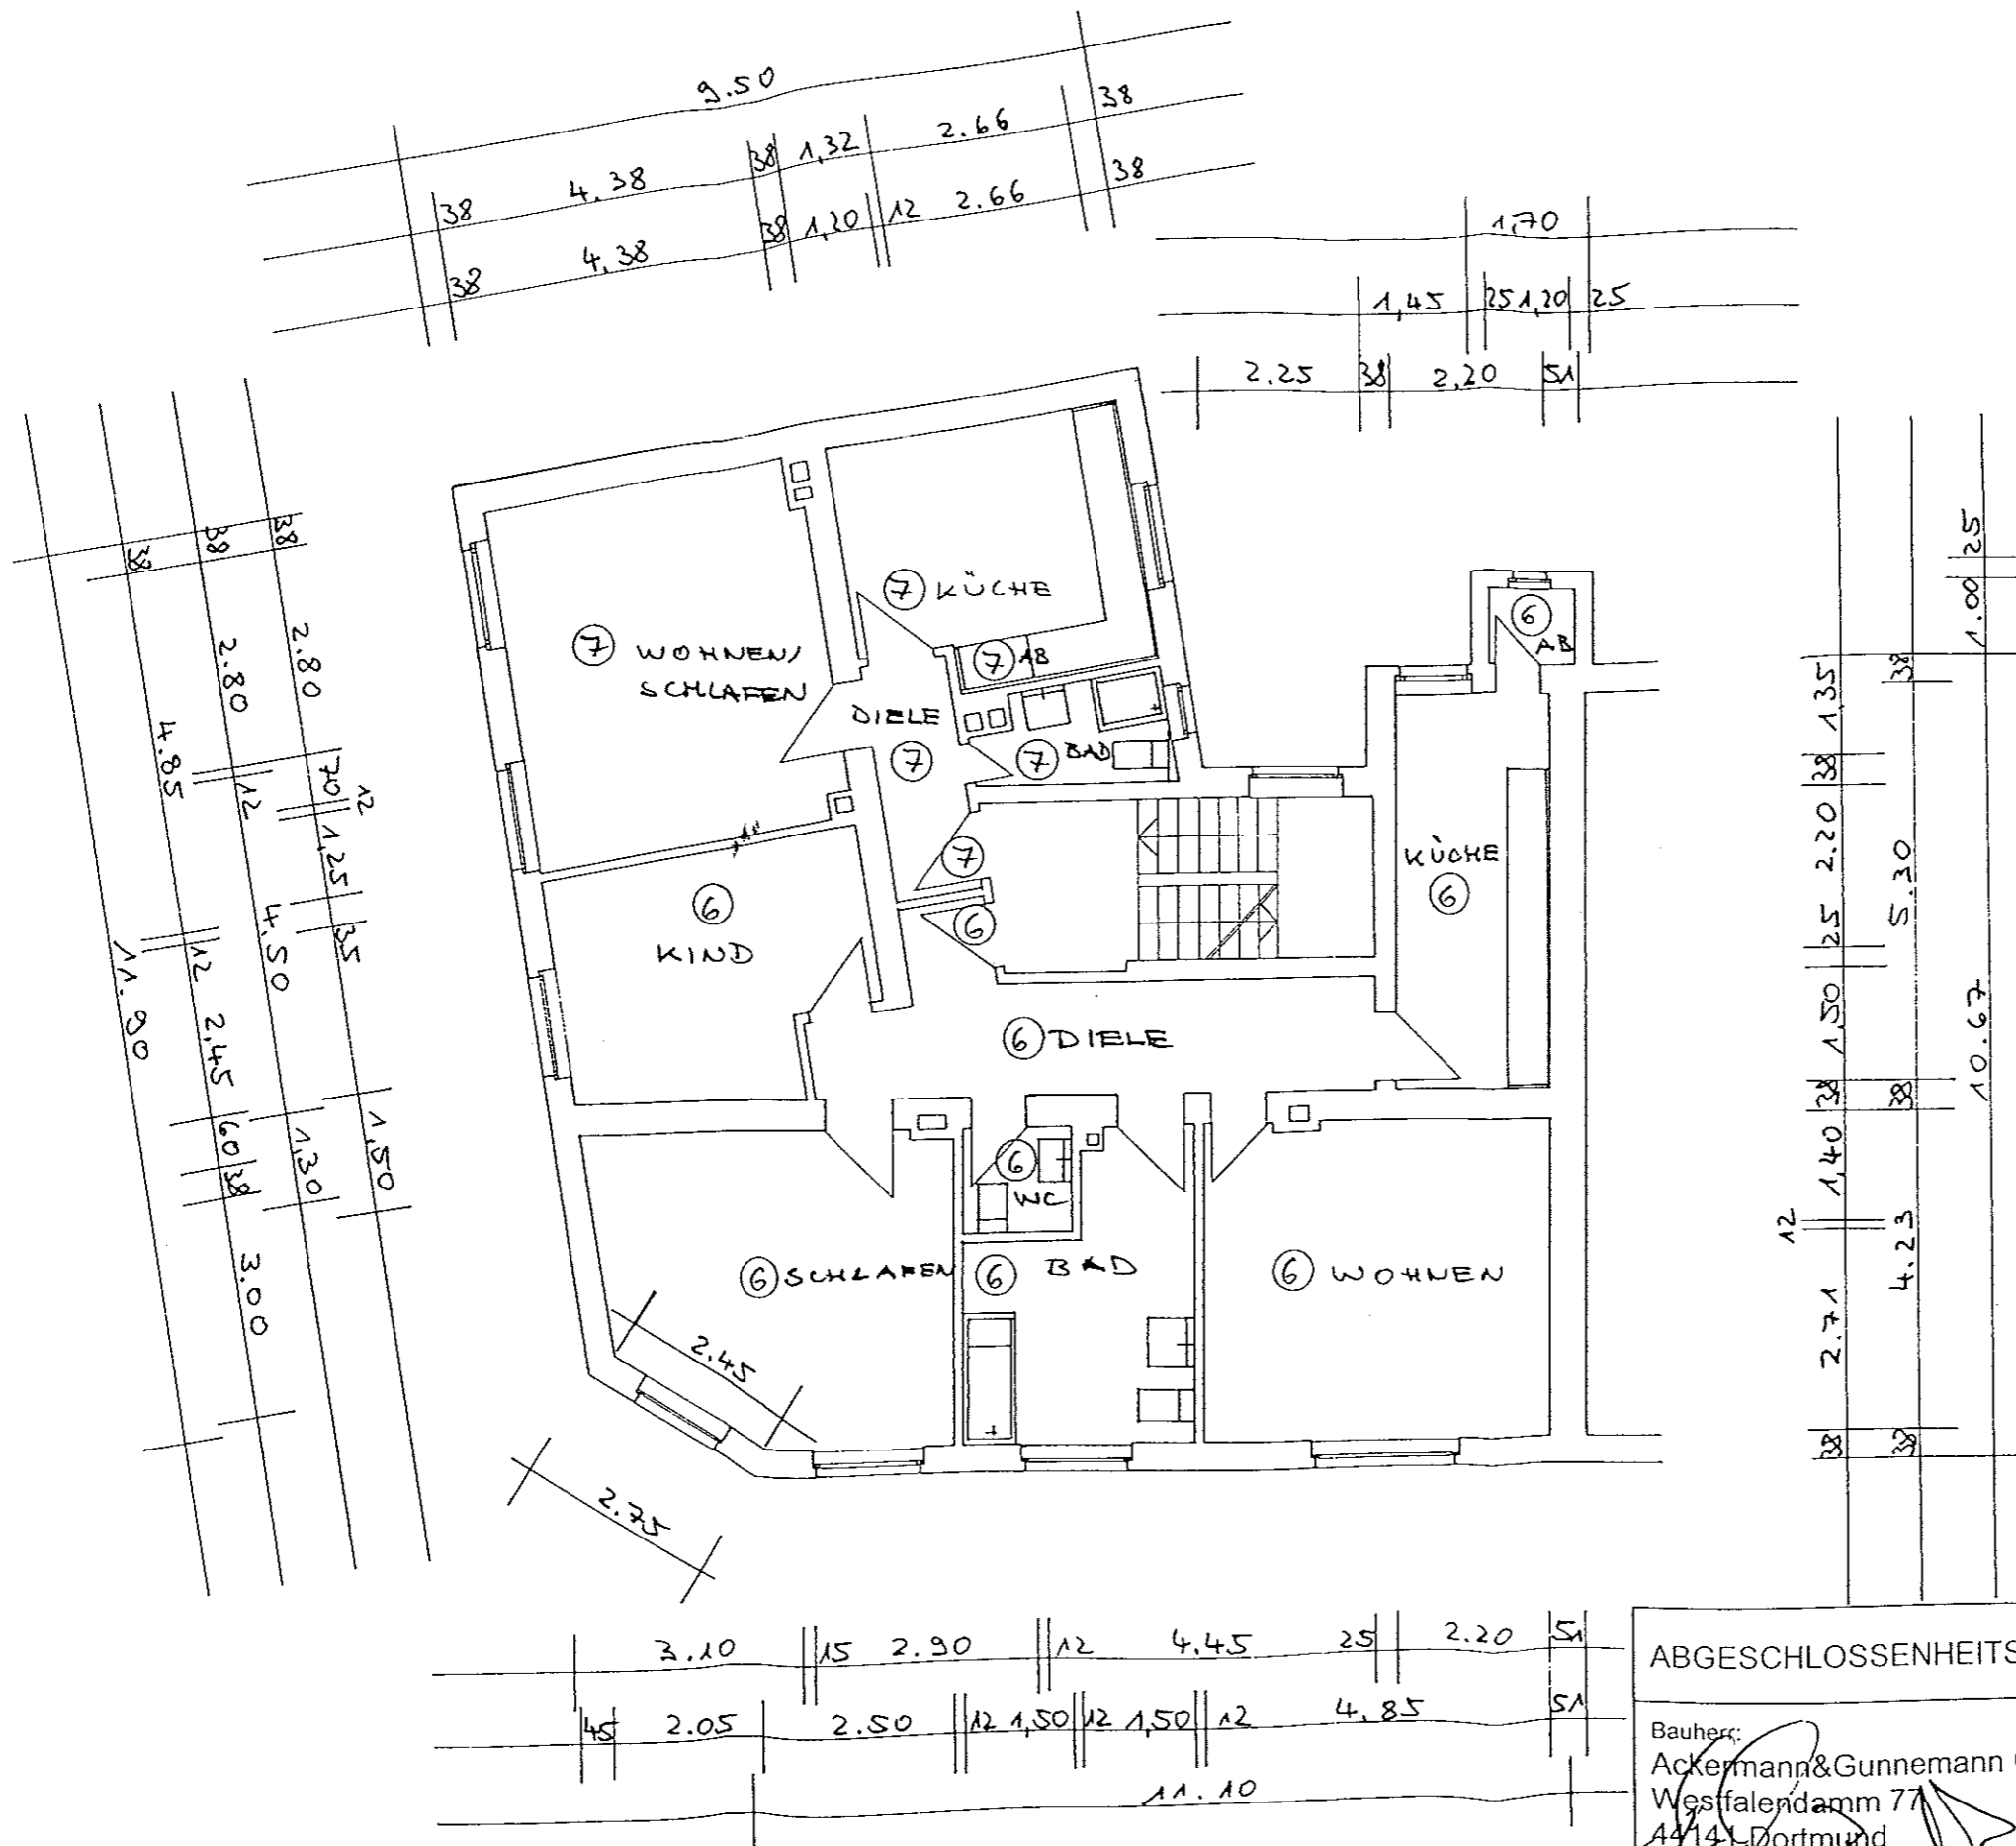 9.50
38 4.38 38 1,32 2.66 38
38 4,38 38 1,20 12 2.66 38
1,70
1,45 25 1,20 25
2.25 38 2,20 51
38 4.85
11.90
38 2.80 12 4.50
12 2,45 60 38 3.00
38 2.80 70 12 1,25 35
1,30
1,50
7 WOHNEN/
SCHLAFEN
7 KÜCHE
7 AB
DIELE
7
7 BAD
7
6
6
KIND
6
AB
KÜCHE
6
6 DIELE
6
WC
6 SCHLAFEN
6 BAD
6 WOHNEN
2.45
2.75
1,35 38 2.20 25 1,50 38 1,40 12 2.71 38
38 5.30 38 4.23 38
25 1.00 10.67
3.10 15 2.90 12 4.45 25 2.20 51
45 2.05 2.50 12 1,50 12 1,50 12 4,85 51
11.10
ABGESCHLOSSENHEITS
Bauherr:
Ackermann&Gunnemann
Westfalendamm 77
44141 Dortmund